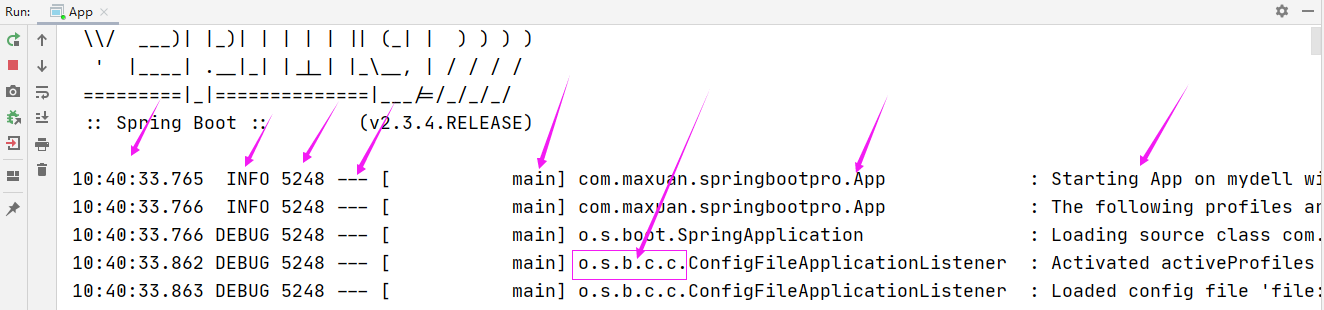 Run: App
\\/  ___)| |_)| | | | | || (_| |  ) ) ) )
'  |____| .__|_| |_|_| |_\__, | / / / /
=========|_|==============|___/=/_/_/_/
:: Spring Boot ::        (v2.3.4.RELEASE)
10:40:33.765  INFO 5248 --- [           main] com.maxuan.springbootpro.App             : Starting App on mydell wi
10:40:33.766  INFO 5248 --- [           main] com.maxuan.springbootpro.App             : The following profiles ar
10:40:33.766 DEBUG 5248 --- [           main] o.s.boot.SpringApplication               : Loading source class com.
10:40:33.862 DEBUG 5248 --- [           main] o.s.b.c.c.ConfigFileApplicationListener  : Activated activeProfiles
10:40:33.863 DEBUG 5248 --- [           main] o.s.b.c.c.ConfigFileApplicationListener  : Loaded config file 'file: